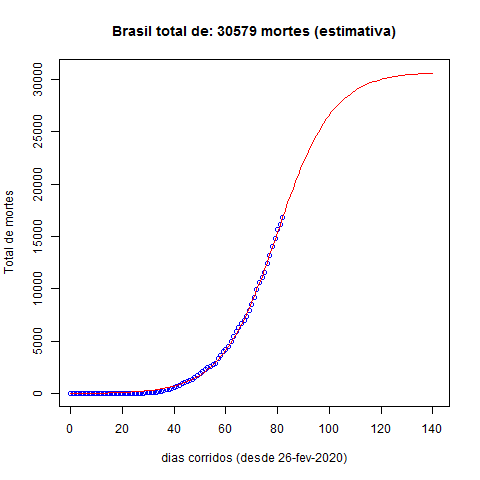 Brasil total de: 30579 mortes (estimativa)
Total de mortes
30000
25000
20000
15000
10000
5000
0
0 20 40 60 80 100 120 140
dias corridos (desde 26-fev-2020)